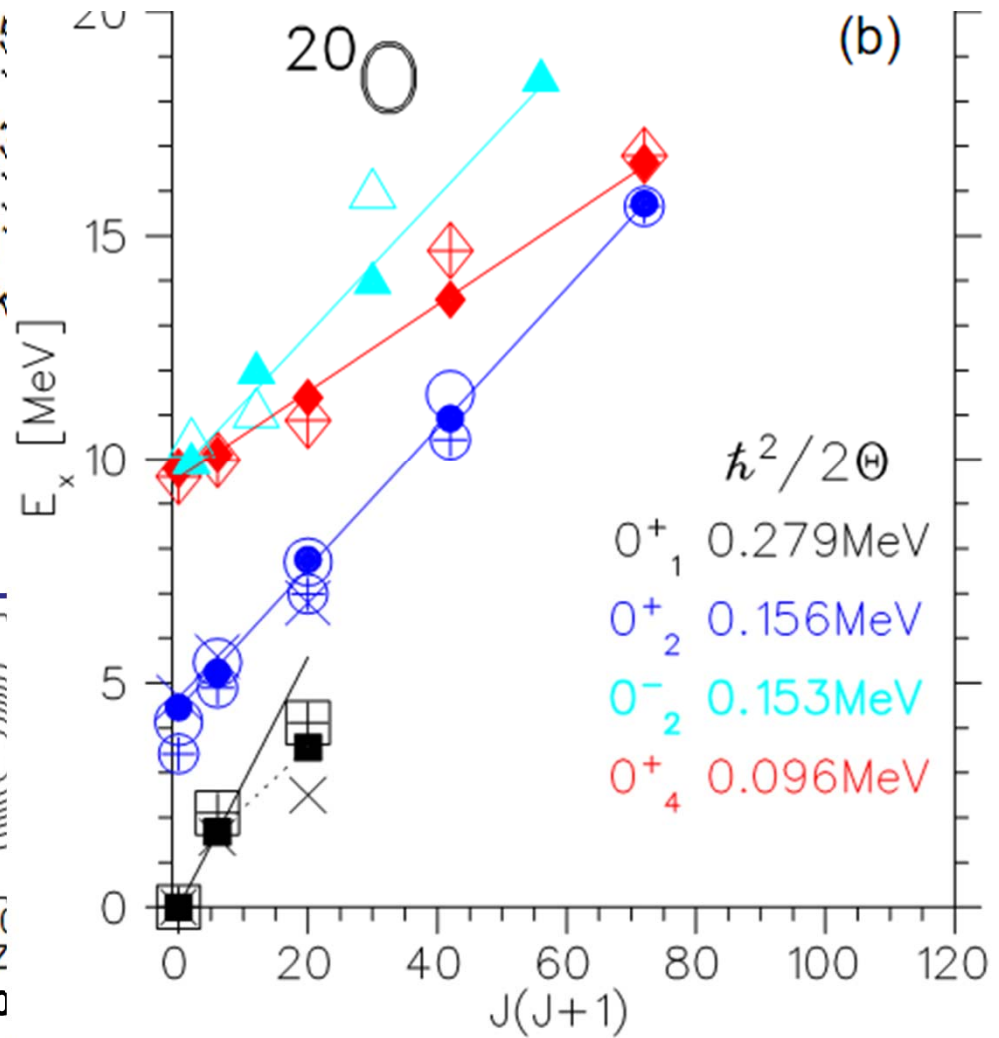 20
(b)
²⁰O
15
10
5
0
Eₓ [MeV]
ħ²/2Θ
0⁺₁ 0.279MeV
0⁺₂ 0.156MeV
0⁻₂ 0.153MeV
0⁺₄ 0.096MeV
0 20 40 60 80 100 120
J(J+1)